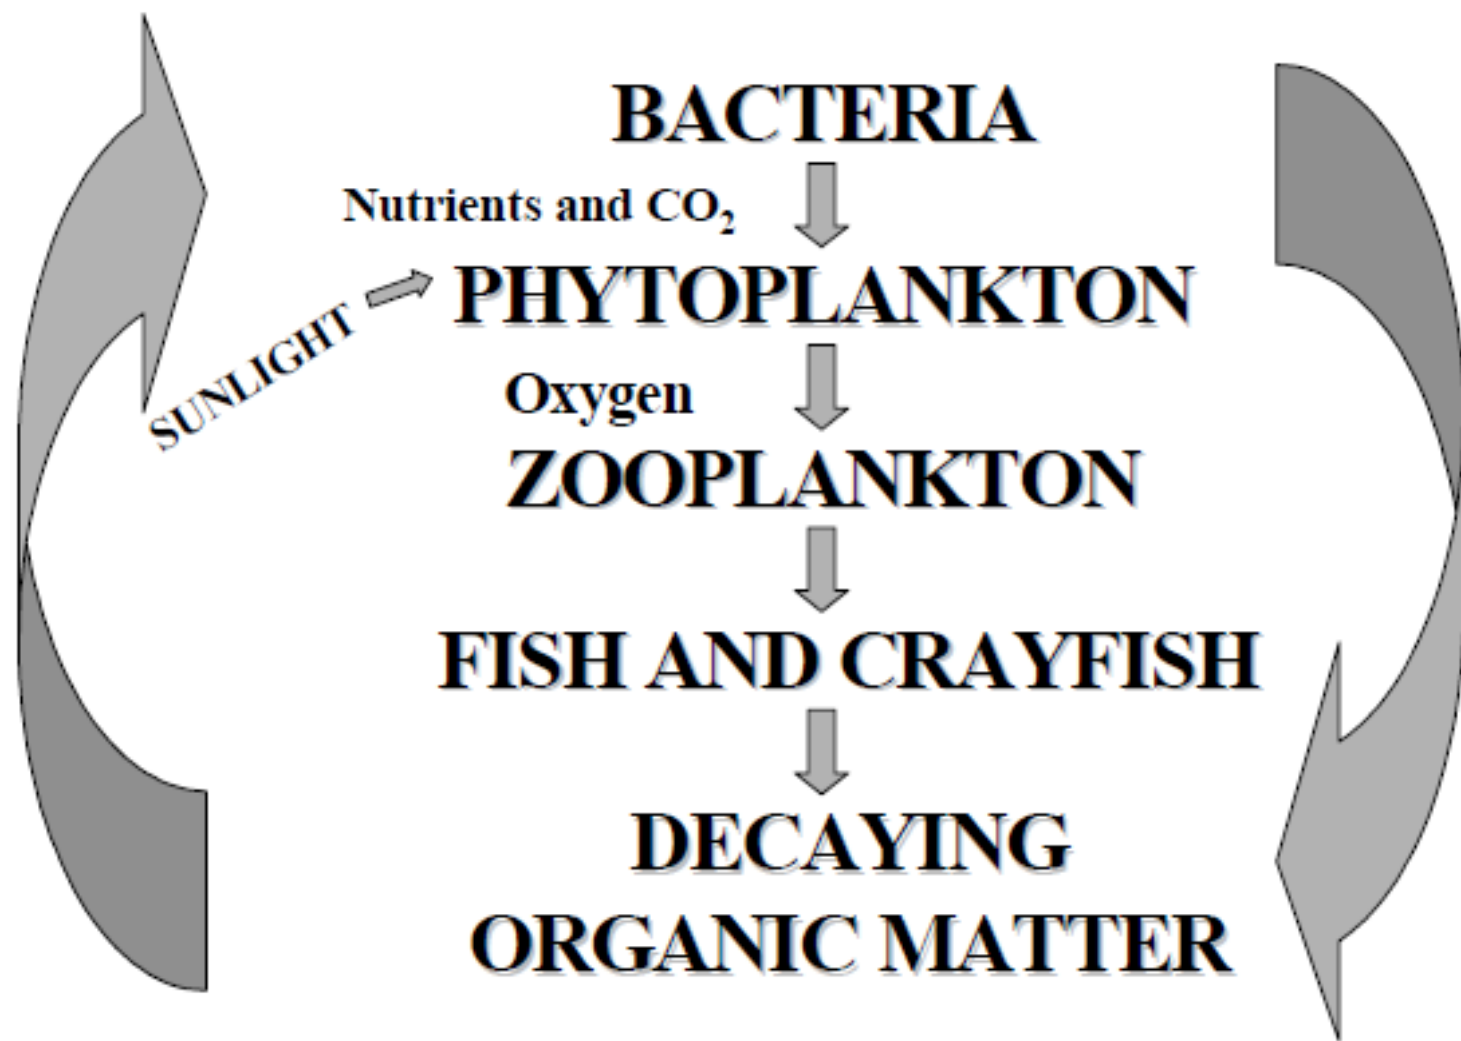 BACTERIA
Nutrients and CO₂
PHYTOPLANKTON
SUNLIGHT
Oxygen
ZOOPLANKTON
FISH AND CRAYFISH
DECAYING
ORGANIC MATTER